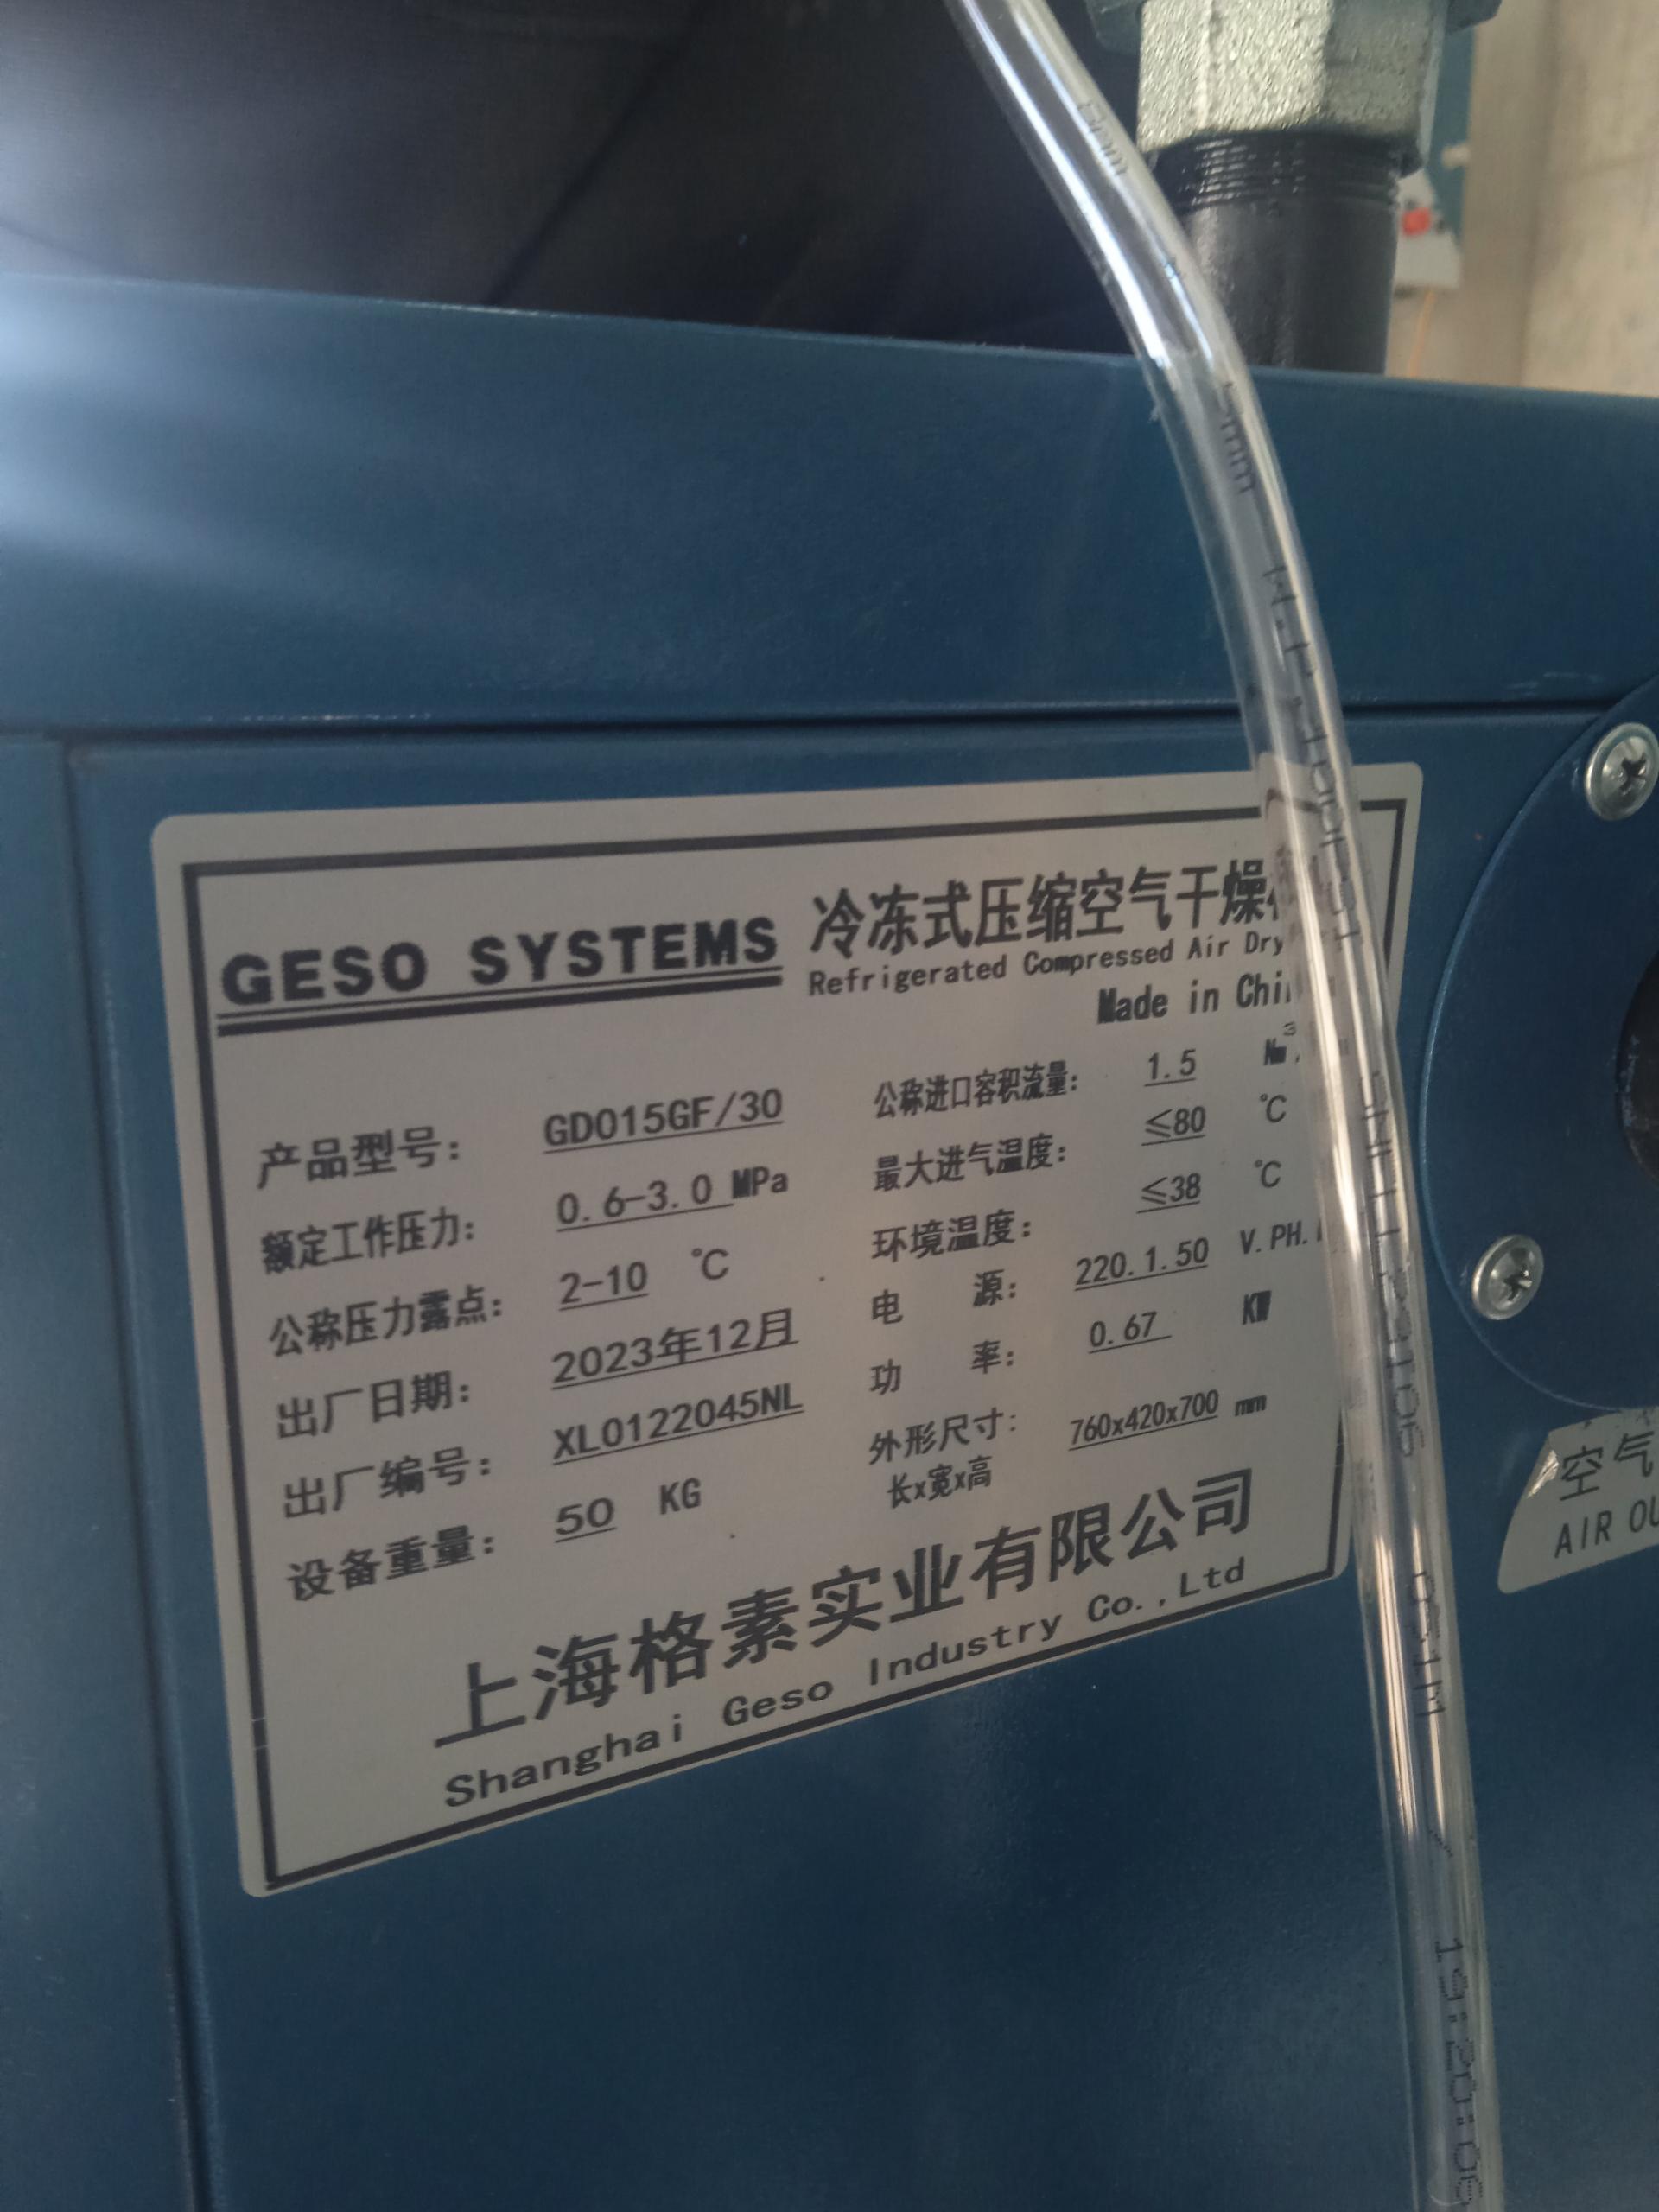 GESO SYSTEMS
冷冻式压缩空气干燥
Refrigerated Compressed Air Dry
Made in Chi
产品型号: GD015GF/30
额定工作压力: 0.6-3.0 MPa
公称压力露点: 2-10 ℃
出厂日期: 2023年12月
出厂编号: XL0122045NL
设备重量: 50 KG
公称进口容积流量: 1.5 Nm³
最大进气温度: ≤80 ℃
环境温度: ≤38 ℃
电 源: 220.1.50 V.PH.
功 率: 0.67 KW
外形尺寸: 760x420x700 mm
长x宽x高
上海格素实业有限公司
Shanghai Geso Industry Co.,Ltd
空气
AIR OU